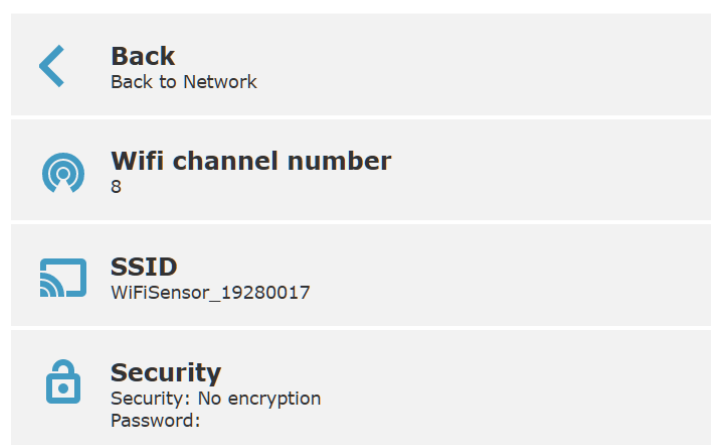 Back
Back to Network
Wifi channel number
8
SSID
WiFiSensor_19280017
Security
Security: No encryption
Password: